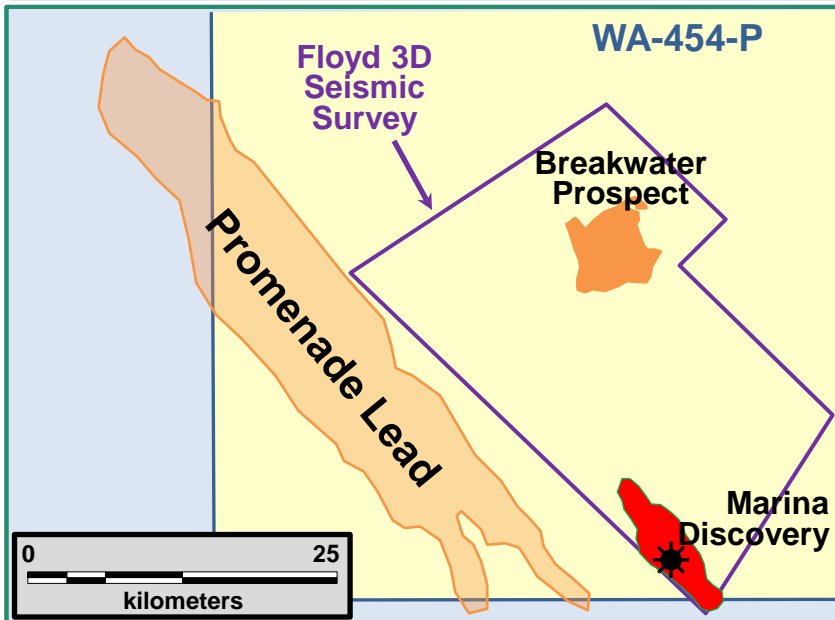 WA-454-P
Floyd 3D
Seismic
Survey
Breakwater
Prospect
Promenade Lead
Marina
Discovery
0 25
kilometers